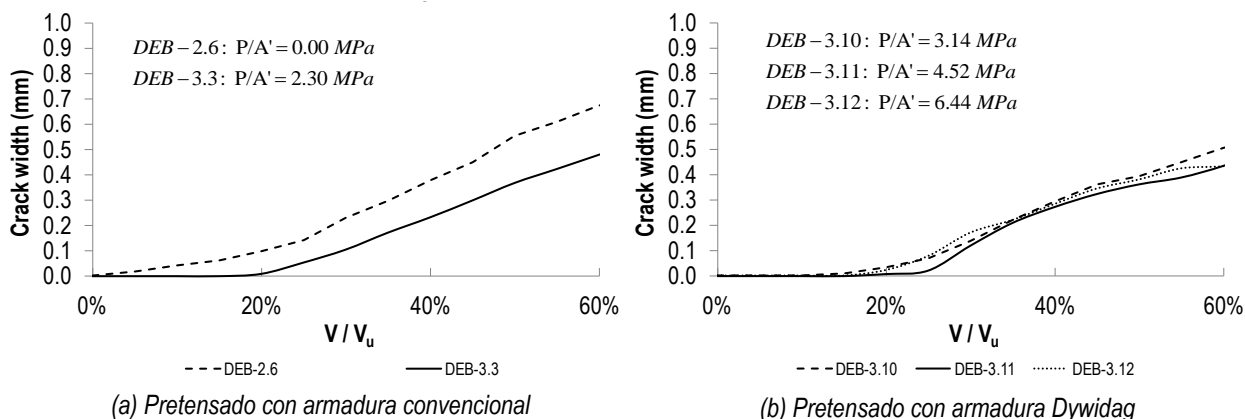 1.0
0.9
0.8
0.7
0.6
0.5
0.4
0.3
0.2
0.1
0.0
Crack width (mm)
DEB−2.6: P/A'=0.00 MPa
DEB−3.3: P/A'=2.30 MPa
0% 20% 40% 60%
V / Vu
DEB-2.6 DEB-3.3
(a) Pretensado con armadura convencional
1.0
0.9
0.8
0.7
0.6
0.5
0.4
0.3
0.2
0.1
0.0
Crack width (mm)
DEB−3.10: P/A'=3.14 MPa
DEB−3.11: P/A'=4.52 MPa
DEB−3.12: P/A'=6.44 MPa
0% 20% 40% 60%
V / Vu
DEB-3.10 DEB-3.11 DEB-3.12
(b) Pretensado con armadura Dywidag